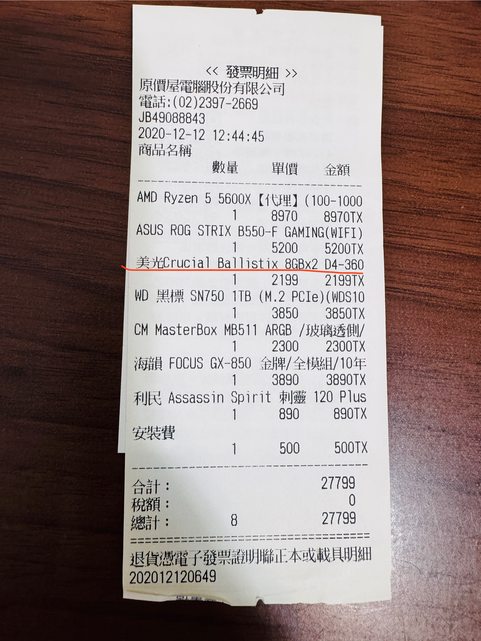 << 發票明細 >>
原價屋電腦股份有限公司
電話:(02)2397-2669
JB49088843
2020-12-12 12:44:45
商品名稱
數量 單價 金額
AMD Ryzen 5 5600X【代理】(100-1000
1 8970 8970TX
ASUS ROG STRIX B550-F GAMING(WIFI)
1 5200 5200TX
美光Crucial Ballistix 8GBx2 D4-360
1 2199 2199TX
WD 黑標 SN750 1TB (M.2 PCIe)(WDS10
1 3850 3850TX
CM MasterBox MB511 ARGB /玻璃透側/
1 2300 2300TX
海韻 FOCUS GX-850 金牌/全模組/10年
1 3890 3890TX
利民 Assassin Spirit 刺靈 120 Plus
1 890 890TX
安裝費
1 500 500TX
合計: 27799
稅額: 0
總計: 8 27799
退貨憑電子發票證明聯正本或載具明細
202012120649